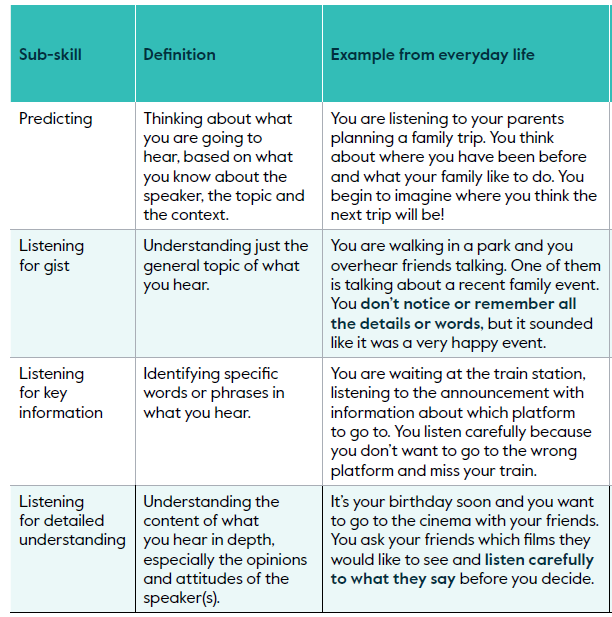 Sub-skill
Definition
Example from everyday life
Predicting
Thinking about what
you are going to
hear, based on what
you know about the
speaker, the topic and
the context.
You are listening to your parents
planning a family trip. You think
about where you have been before
and what your family like to do. You
begin to imagine where you think the
next trip will be!
Listening
for gist
Understanding just the
general topic of what
you hear.
You are walking in a park and you
overhear friends talking. One of them
is talking about a recent family event.
You don’t notice or remember all
the details or words, but it sounded
like it was a very happy event.
Listening
for key
information
Identifying specific
words or phrases in
what you hear.
You are waiting at the train station,
listening to the announcement with
information about which platform
to go to. You listen carefully because
you don’t want to go to the wrong
platform and miss your train.
Listening
for detailed
understanding
Understanding the
content of what
you hear in depth,
especially the opinions
and attitudes of the
speaker(s).
It’s your birthday soon and you want
to go to the cinema with your friends.
You ask your friends which films they
would like to see and listen carefully
to what they say before you decide.